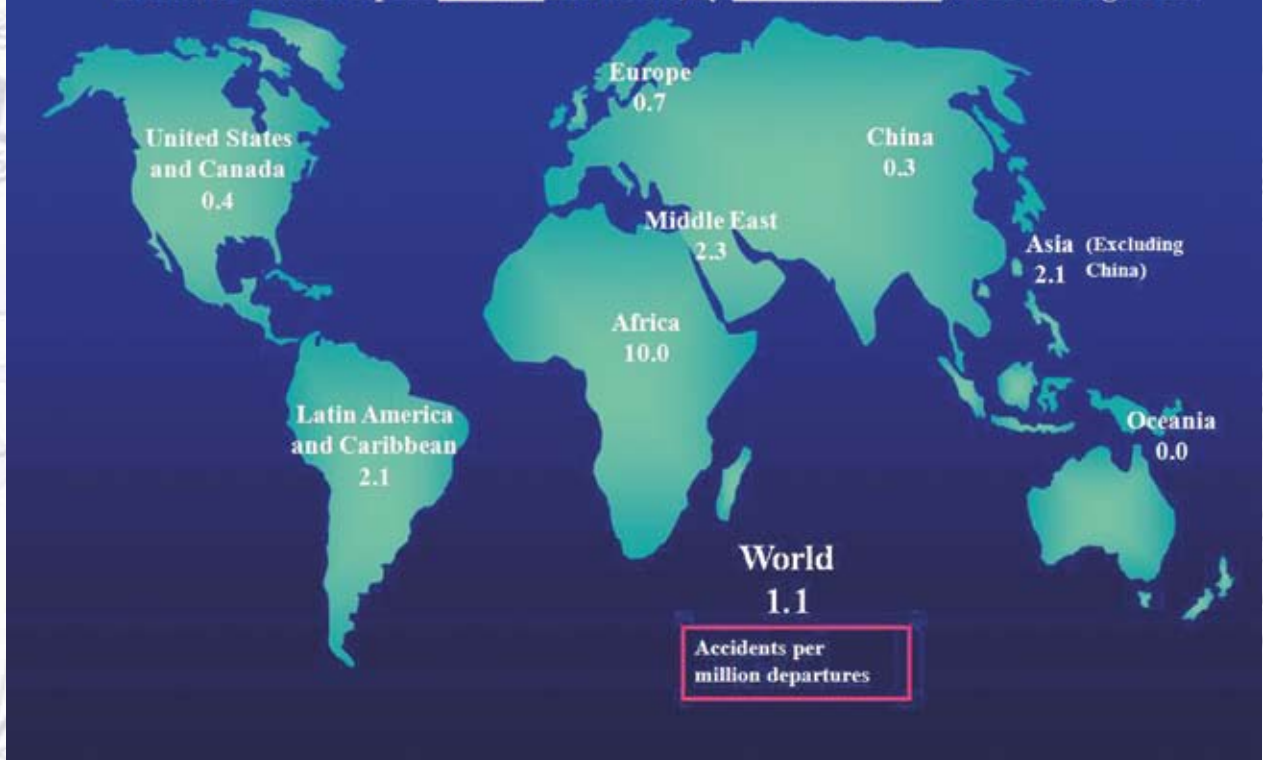 Europe
0.7
United States
and Canada
0.4
China
0.3
Middle East
2.3
Asia (Excluding
2.1 China)
Africa
10.0
Latin America
and Caribbean
2.1
Oceania
0.0
World
1.1
Accidents per
million departures